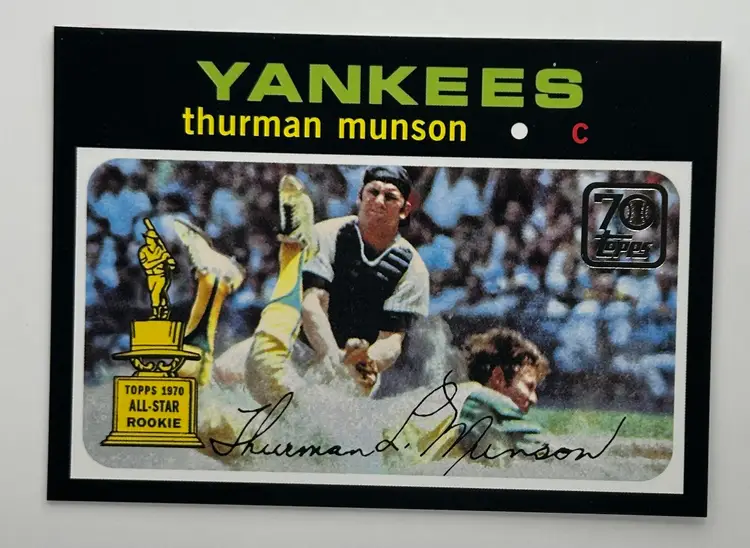 YANKEES
thurman munson • c
70
topps
TOPPS 1970
ALL-STAR
ROOKIE
Thurman L. Munson